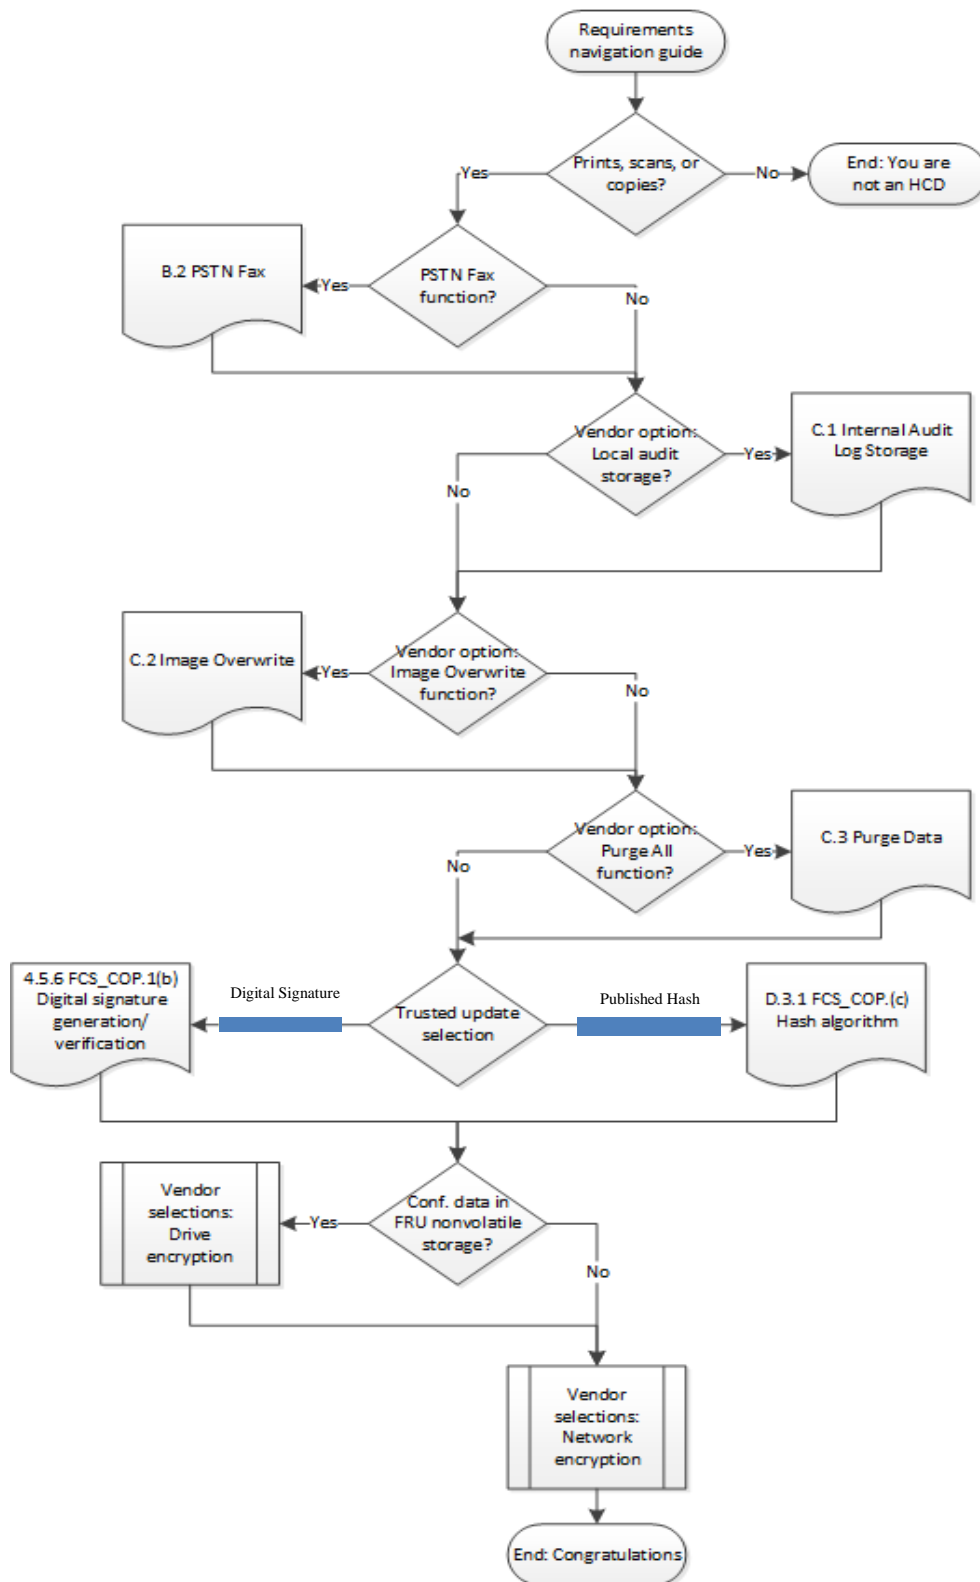 Requirements
navigation guide
Prints, scans, or
copies?
Yes
No
End: You are
not an HCD
B.2 PSTN Fax
Yes
PSTN Fax
function?
No
Vendor option:
Local audit
storage?
Yes
C.1 Internal Audit
Log Storage
No
C.2 Image Overwrite
Yes
Vendor option:
Image Overwrite
function?
No
Vendor option:
Purge All
function?
Yes
C.3 Purge Data
No
4.5.6 FCS_COP.1(b)
Digital signature
generation/
verification
Digital Signature
Trusted update
selection
Published Hash
D.3.1 FCS_COP.(c)
Hash algorithm
Vendor
selections:
Drive
encryption
Yes
Conf. data in
FRU nonvolatile
storage?
No
Vendor
selections:
Network
encryption
End: Congratulations